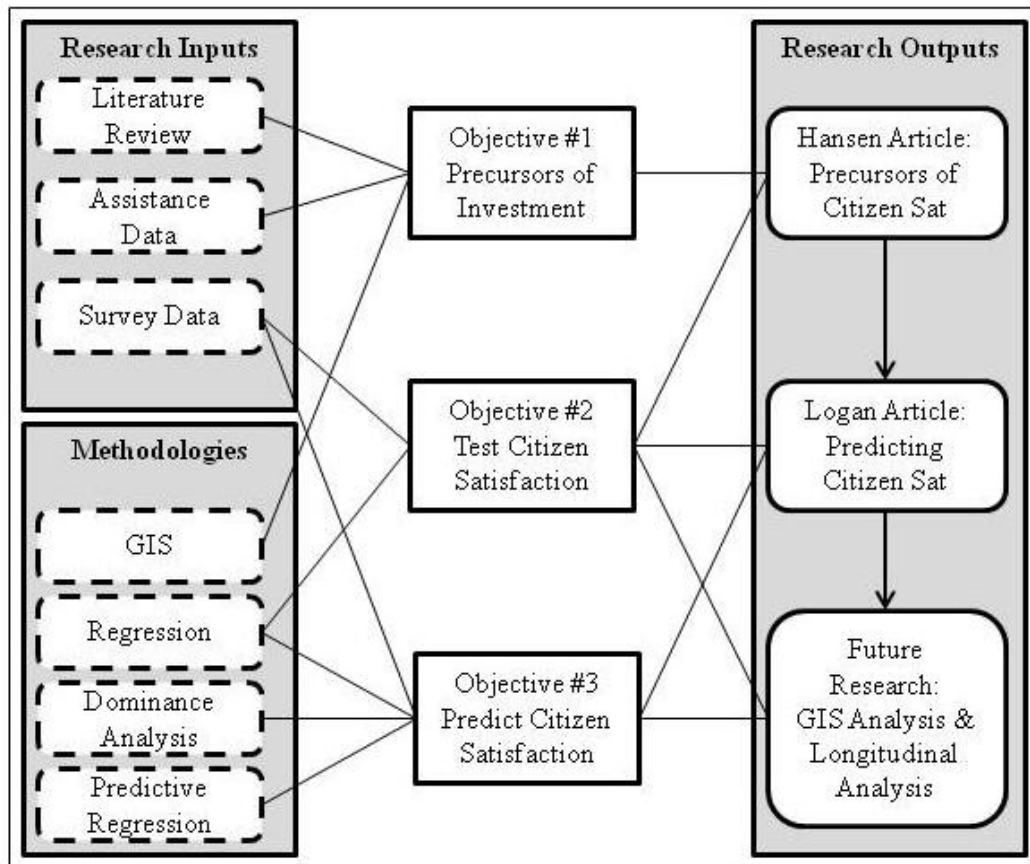 Research Inputs
Literature
Review
Assistance
Data
Survey Data
Methodologies
GIS
Regression
Dominance
Analysis
Predictive
Regression
Objective #1
Precursors of
Investment
Objective #2
Test Citizen
Satisfaction
Objective #3
Predict Citizen
Satisfaction
Research Outputs
Hansen Article:
Precursors of
Citizen Sat
Logan Article:
Predicting
Citizen Sat
Future
Research:
GIS Analysis &
Longitudinal
Analysis